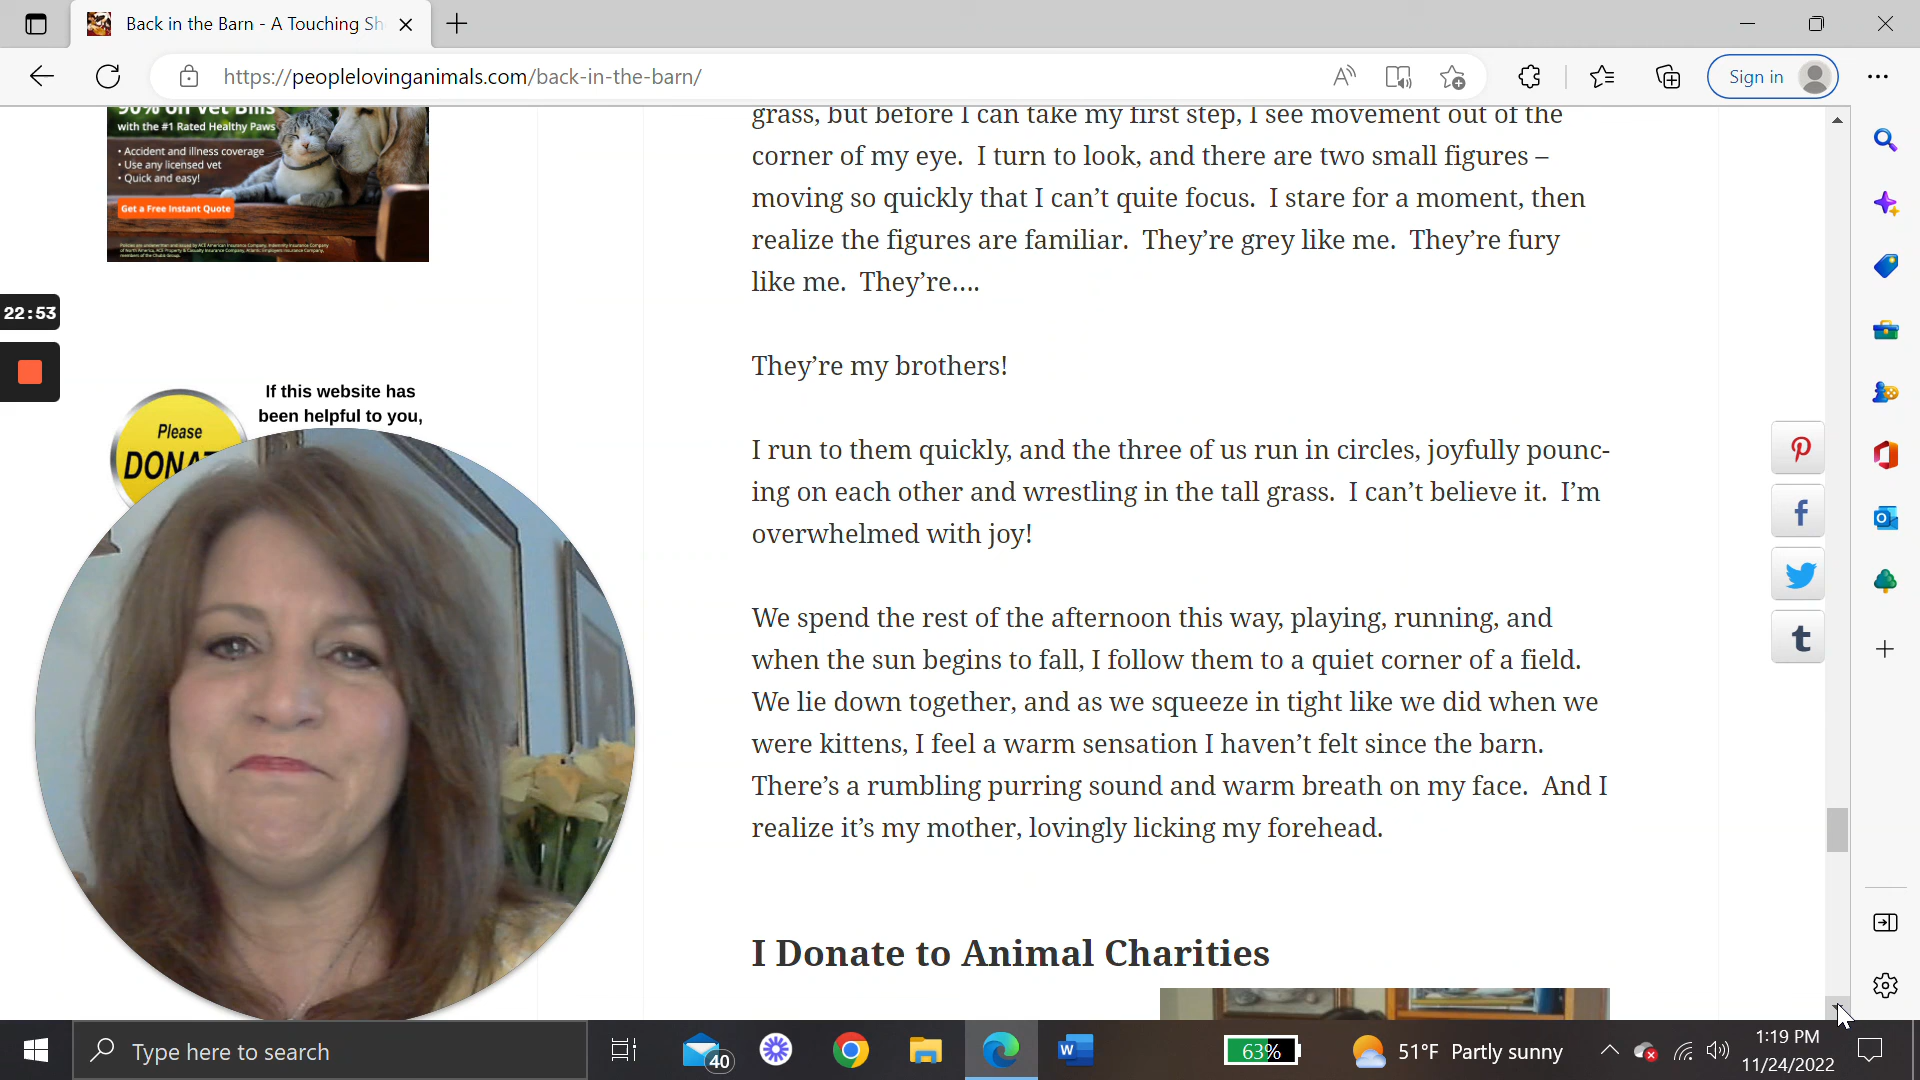 Back in the Barn - A Touching Sh
https://peoplelovinganimals.com/back-in-the-barn/
Sign in
90% on Vet Bills
with the #1 Rated Healthy Paws
• Accident and illness coverage
• Use any licensed vet
• Quick and easy!
Get a Free Instant Quote
22:53
If this website has
been helpful to you,
Please
grass, but before I can take my first step, I see movement out of the
corner of my eye.  I turn to look, and there are two small figures –
moving so quickly that I can’t quite focus.  I stare for a moment, then
realize the figures are familiar.  They’re grey like me.  They’re fury
like me.  They’re….
They’re my brothers!
I run to them quickly, and the three of us run in circles, joyfully pounc-
ing on each other and wrestling in the tall grass.  I can’t believe it.  I’m
overwhelmed with joy!
We spend the rest of the afternoon this way, playing, running, and
when the sun begins to fall, I follow them to a quiet corner of a field.
We lie down together, and as we squeeze in tight like we did when we
were kittens, I feel a warm sensation I haven’t felt since the barn.
There’s a rumbling purring sound and warm breath on my face.  And I
realize it’s my mother, lovingly licking my forehead.
I Donate to Animal Charities
Type here to search
40
63%
51°F Partly sunny
1:19 PM
11/24/2022